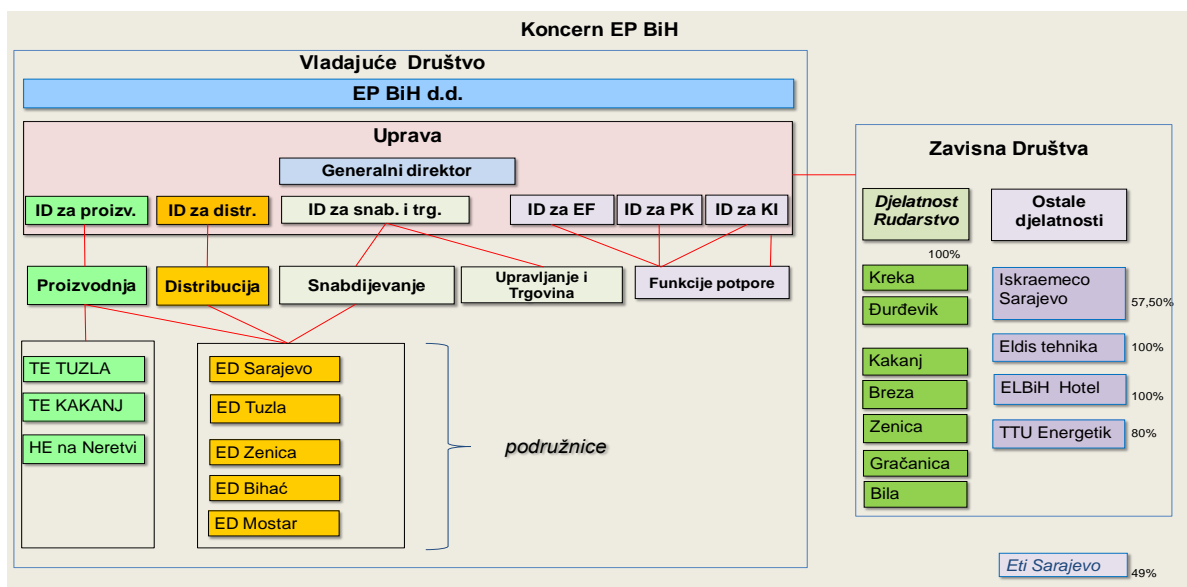 Koncern EP BiH
Vladajuće Društvo
EP BiH d.d.
Uprava
Generalni direktor
ID za proizv.
ID za distr.
ID za snab. i trg.
ID za EF
ID za PK
ID za KI
Proizvodnja
Distribucija
Snabdijevanje
Upravljanje i
Trgovina
Funkcije potpore
TE TUZLA
TE KAKANJ
HE na Neretvi
ED Sarajevo
ED Tuzla
ED Zenica
ED Bihać
ED Mostar
podružnice
Zavisna Društva
Djelatnost
Rudarstvo
100%
Kreka
Đurđevik
Kakanj
Breza
Zenica
Gračanica
Bila
Ostale
djelatnosti
Iskraemeco
Sarajevo
57,50%
Eldis tehnika
100%
ELBiH Hotel
100%
TTU Energetik
80%
Eti Sarajevo
49%